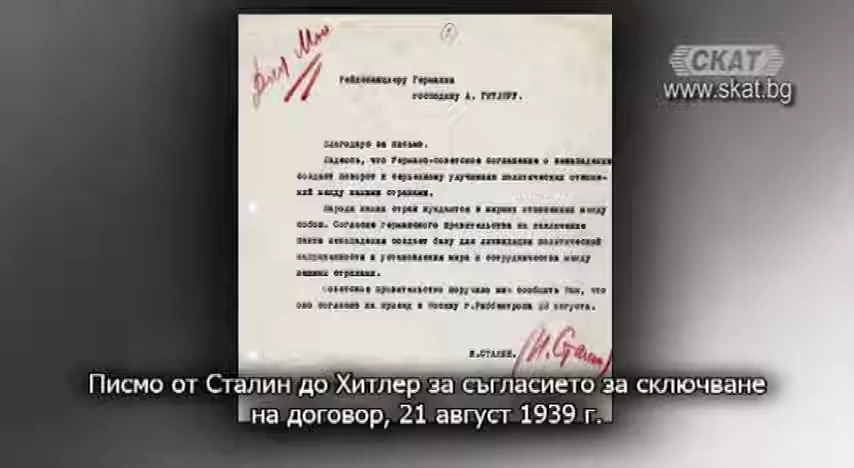 СКАТ
www.skat.bg
Рейхсканцлеру Германии
господину А. ГИТЛЕРУ.
Благодарю за письмо.
Надеюсь, что Германо-советское соглашение о ненападении
создает поворот к серьезному улучшению политических отноше-
ний между нашими странами.
Народы наших стран нуждаются в мирных отношениях между
собою. Согласие германского правительства на заключение
пакта ненападения создает базу для ликвидации политической
напряженности и установления мира и сотрудничества между
нашими странами.
Советское правительство поручило мне сообщить Вам, что
оно согласно на приезд в Москву г.Риббентропа 23 августа.
И.СТАЛИН.
И. Сталин
Писмо от Сталин до Хитлер за съгласието за сключване
на договор, 21 август 1939 г.